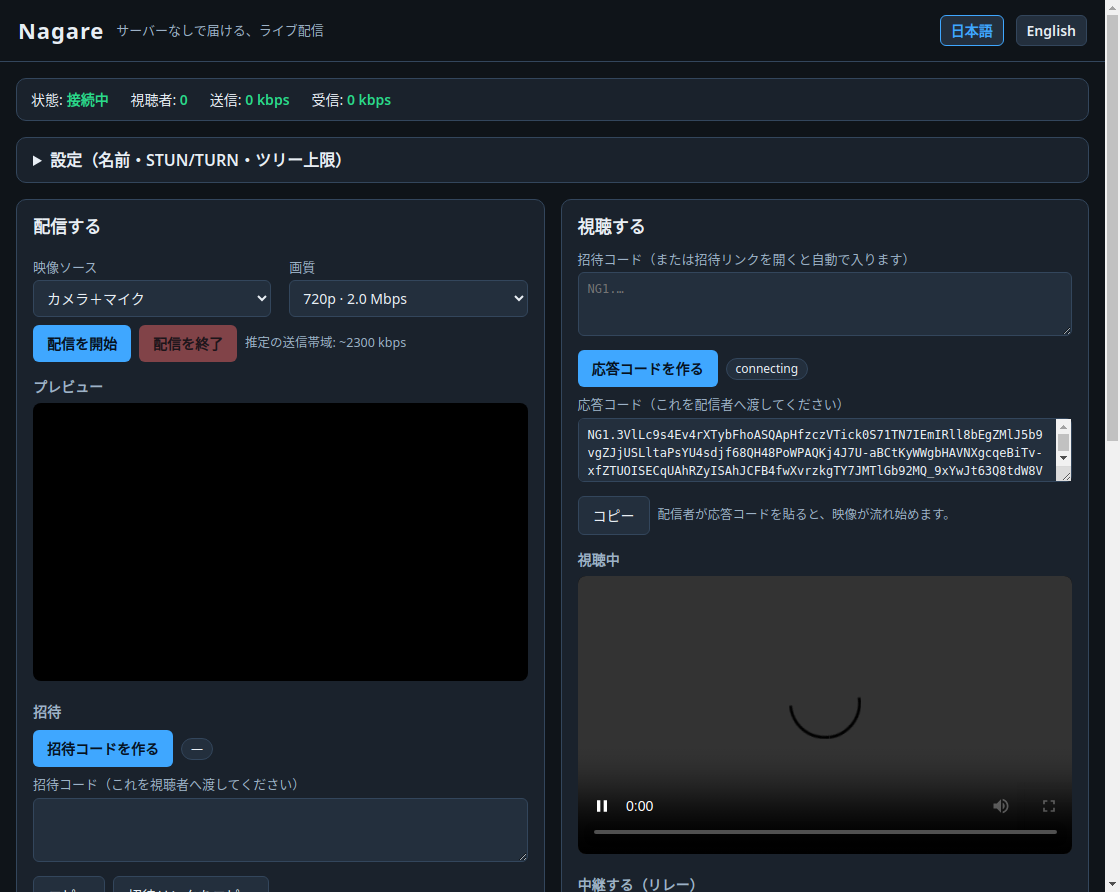 Nagare サーバーなしで届ける、ライブ配信 日本語 English
状態: 接続中 視聴者: 0 送信: 0 kbps 受信: 0 kbps
▶ 設定（名前・STUN/TURN・ツリー上限）
配信する
映像ソース 画質
カメラ＋マイク 720p · 2.0 Mbps
配信を開始 配信を終了 推定の送信帯域: ~2300 kbps
プレビュー
招待
招待コードを作る —
招待コード（これを視聴者へ渡してください）
視聴する
招待コード（または招待リンクを開くと自動で入ります）
NG1.…
応答コードを作る connecting
応答コード（これを配信者へ渡してください）
NG1.3VlLc9s4Ev4rXTybFhoASQApHfzczVTick0S71TN7IEmIRll8bEgZMlJ5b9
vgZJjUSLltaPsYU4sdjf68QH48PoWPAQKj4J7U-aBCtKyWWgbHAVNXgcqeBiTv-
xfZTUOISECqUAhRZyISAhJCFB4fwXvrzkgTY7JMTlGb92MQ_9xYwJt63Q8tdW8V
コピー 配信者が応答コードを貼ると、映像が流れ始めます。
視聴中
0:00
中継する（リレー）